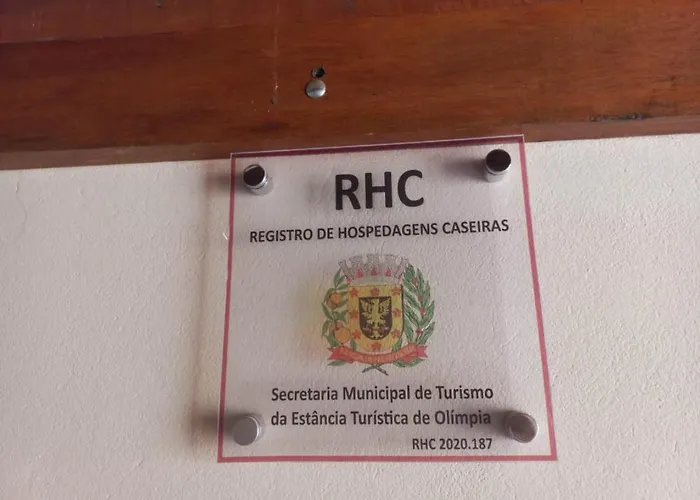 RHC
REGISTRO DE HOSPEDAGENS CASEIRAS
Secretaria Municipal de Turismo
da Estância Turística de Olímpia
RHC 2020.187